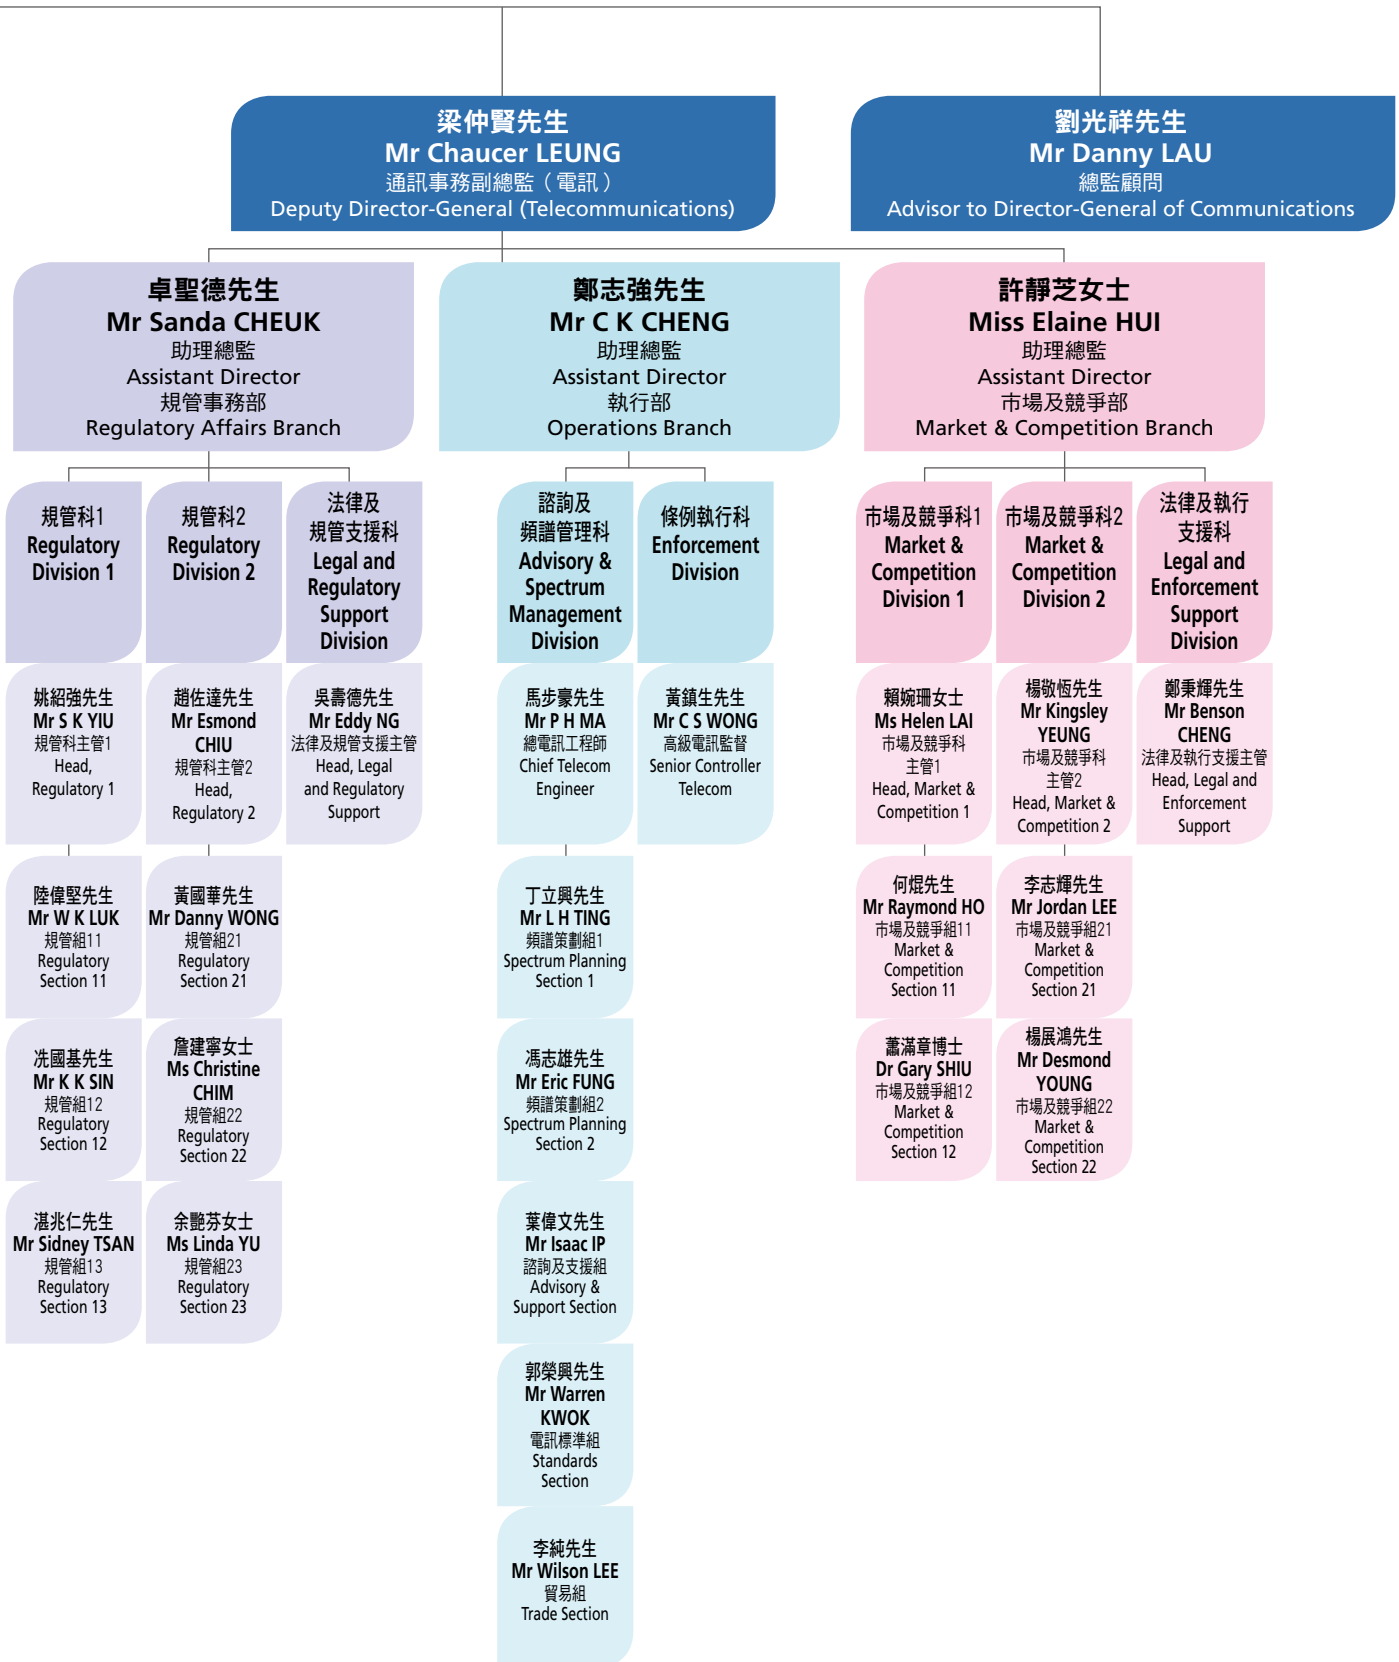 梁仲賢先生
Mr Chaucer LEUNG
通訊事務副總監（電訊）
Deputy Director-General (Telecommunications)
劉光祥先生
Mr Danny LAU
總監顧問
Advisor to Director-General of Communications
卓聖德先生
Mr Sanda CHEUK
助理總監
Assistant Director
規管事務部
Regulatory Affairs Branch
鄭志強先生
Mr C K CHENG
助理總監
Assistant Director
執行部
Operations Branch
許靜芝女士
Miss Elaine HUI
助理總監
Assistant Director
市場及競爭部
Market & Competition Branch
規管科1
Regulatory
Division 1
規管科2
Regulatory
Division 2
法律及
規管支援科
Legal and
Regulatory
Support
Division
諮詢及
頻譜管理科
Advisory &
Spectrum
Management
Division
條例執行科
Enforcement
Division
市場及競爭科1
Market &
Competition
Division 1
市場及競爭科2
Market &
Competition
Division 2
法律及執行
支援科
Legal and
Enforcement
Support
Division
姚紹強先生
Mr S K YIU
規管科主管1
Head,
Regulatory 1
趙佐達先生
Mr Esmond
CHIU
規管科主管2
Head,
Regulatory 2
吳壽德先生
Mr Eddy NG
法律及規管支援主管
Head, Legal
and Regulatory
Support
馬步豪先生
Mr P H MA
總電訊工程師
Chief Telecom
Engineer
黃鎮生先生
Mr C S WONG
高級電訊監督
Senior Controller
Telecom
賴婉珊女士
Ms Helen LAI
市場及競爭科
主管1
Head, Market &
Competition 1
楊敬恆先生
Mr Kingsley
YEUNG
市場及競爭科
主管2
Head, Market &
Competition 2
鄭秉輝先生
Mr Benson
CHENG
法律及執行支援主管
Head, Legal and
Enforcement
Support
陸偉堅先生
Mr W K LUK
規管組11
Regulatory
Section 11
黃國華先生
Mr Danny WONG
規管組21
Regulatory
Section 21
丁立興先生
Mr L H TING
頻譜策劃組1
Spectrum Planning
Section 1
何焜先生
Mr Raymond HO
市場及競爭組11
Market &
Competition
Section 11
李志輝先生
Mr Jordan LEE
市場及競爭組21
Market &
Competition
Section 21
冼國基先生
Mr K K SIN
規管組12
Regulatory
Section 12
詹建寧女士
Ms Christine
CHIM
規管組22
Regulatory
Section 22
馮志雄先生
Mr Eric FUNG
頻譜策劃組2
Spectrum Planning
Section 2
蕭滿章博士
Dr Gary SHIU
市場及競爭組12
Market &
Competition
Section 12
楊展鴻先生
Mr Desmond
YOUNG
市場及競爭組22
Market &
Competition
Section 22
湛兆仁先生
Mr Sidney TSAN
規管組13
Regulatory
Section 13
余艷芬女士
Ms Linda YU
規管組23
Regulatory
Section 23
葉偉文先生
Mr Isaac IP
諮詢及支援組
Advisory &
Support Section
郭榮興先生
Mr Warren
KWOK
電訊標準組
Standards
Section
李純先生
Mr Wilson LEE
貿易組
Trade Section